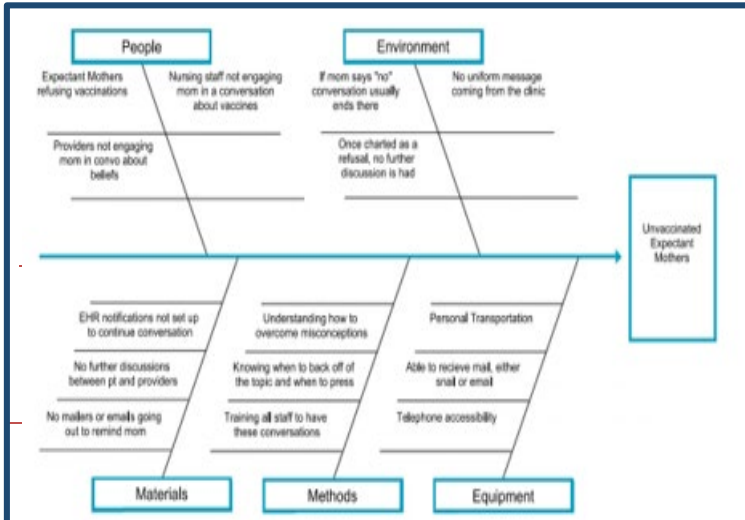 People
Environment
Expectant Mothers
refusing vaccinations
Nursing staff not engaging
mom in a conversation
about vaccines
If mom says "no"
conversation usually
ends there
No uniform message
coming from the clinic
Providers not engaging
mom in convo about
beliefs
Once charted as a
refusal, no further
discussion is had
Unvaccinated
Expectant
Mothers
EHR notifications not set up
to continue conversation
No further discussions
between pt and providers
No mailers or emails going
out to remind mom
Understanding how to
overcome misconceptions
Knowing when to back off of
the topic and when to press
Training all staff to have
these conversations
Personal Transportation
Able to recieve mail, either
snail or email
Telephone accessibility
Materials
Methods
Equipment